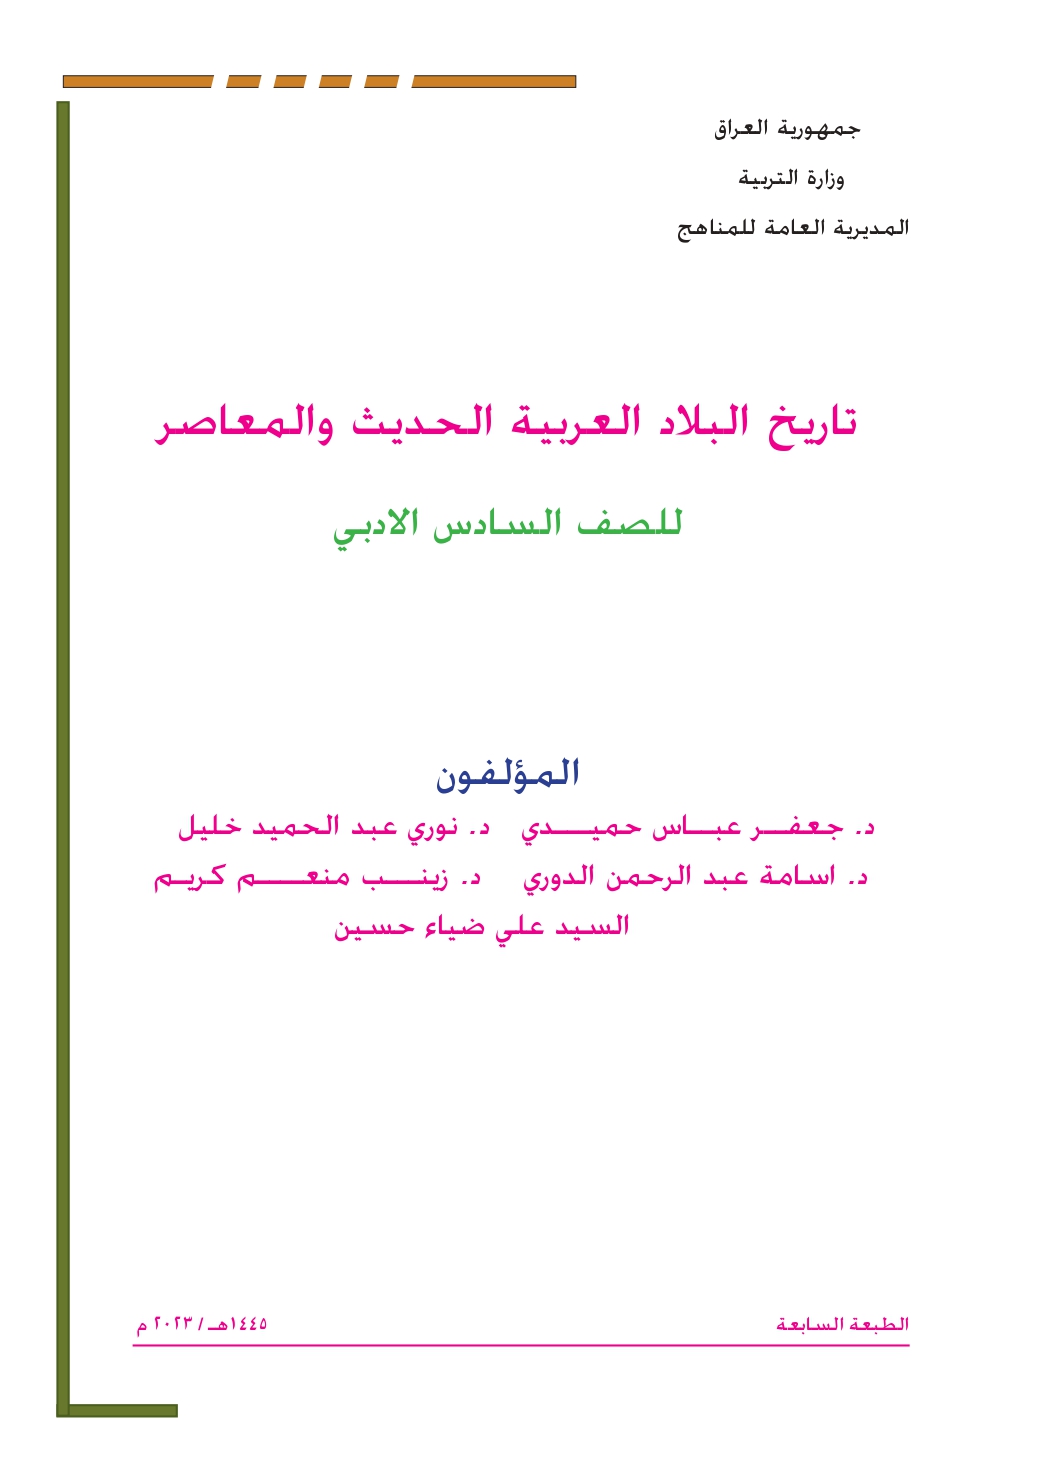 جمهورية العراق
وزارة التربية
المديرية العامة للمناهج
تاريخ البلاد العربية الحديث والمعاصر
للصف السادس الادبي
المؤلفون
د. جعفر عباس حميدي د. نوري عبد الحميد خليل
د. اسامة عبد الرحمن الدوري د. زينب منعم كريم
السيد علي ضياء حسين
الطبعة السابعة ١٤٤٥هـ / ٢٠٢٣ م